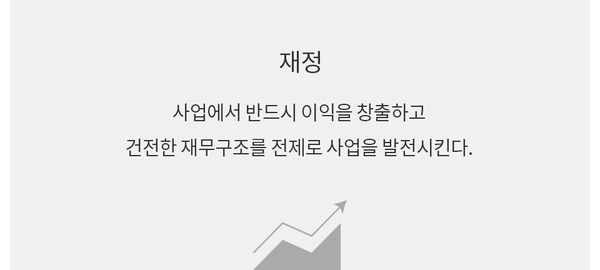 재정
사업에서 반드시 이익을 창출하고
건전한 재무구조를 전제로 사업을 발전시킨다.